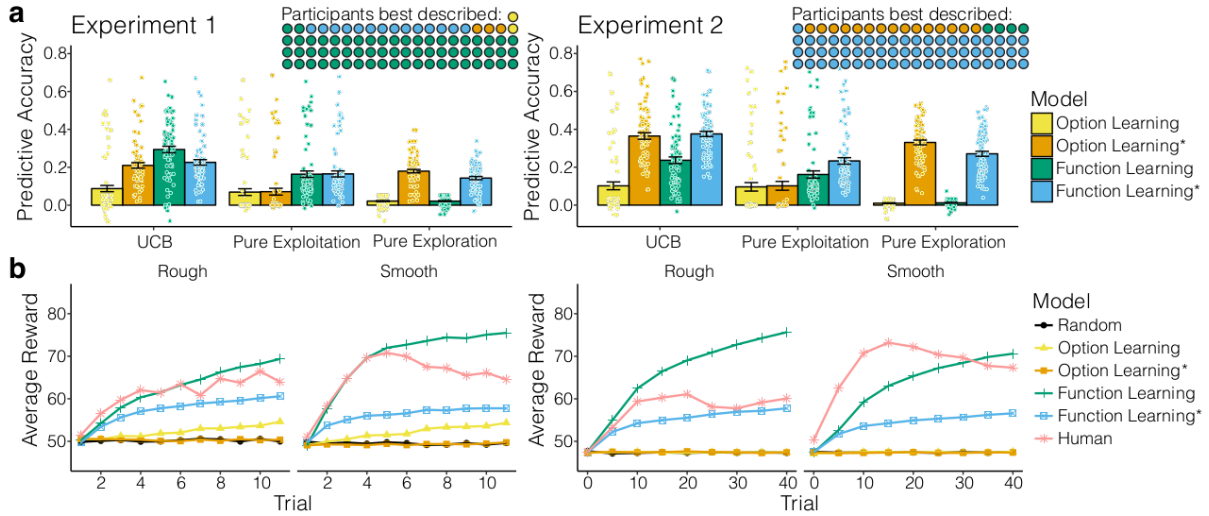 a
Experiment 1
Participants best described:
Predictive Accuracy
0.8
0.6
0.4
0.2
0.0
UCB
Pure Exploitation
Pure Exploration
a
Experiment 2
Participants best described:
Predictive Accuracy
0.8
0.6
0.4
0.2
0.0
UCB
Pure Exploitation
Pure Exploration
Model
Option Learning
Option Learning*
Function Learning
Function Learning*
b
Rough
Smooth
Average Reward
80
70
60
50
2 4 6 8 10
2 4 6 8 10
Trial
Rough
Smooth
Average Reward
80
70
60
50
0 10 20 30 40
0 10 20 30 40
Trial
Model
Random
Option Learning
Option Learning*
Function Learning
Function Learning*
Human